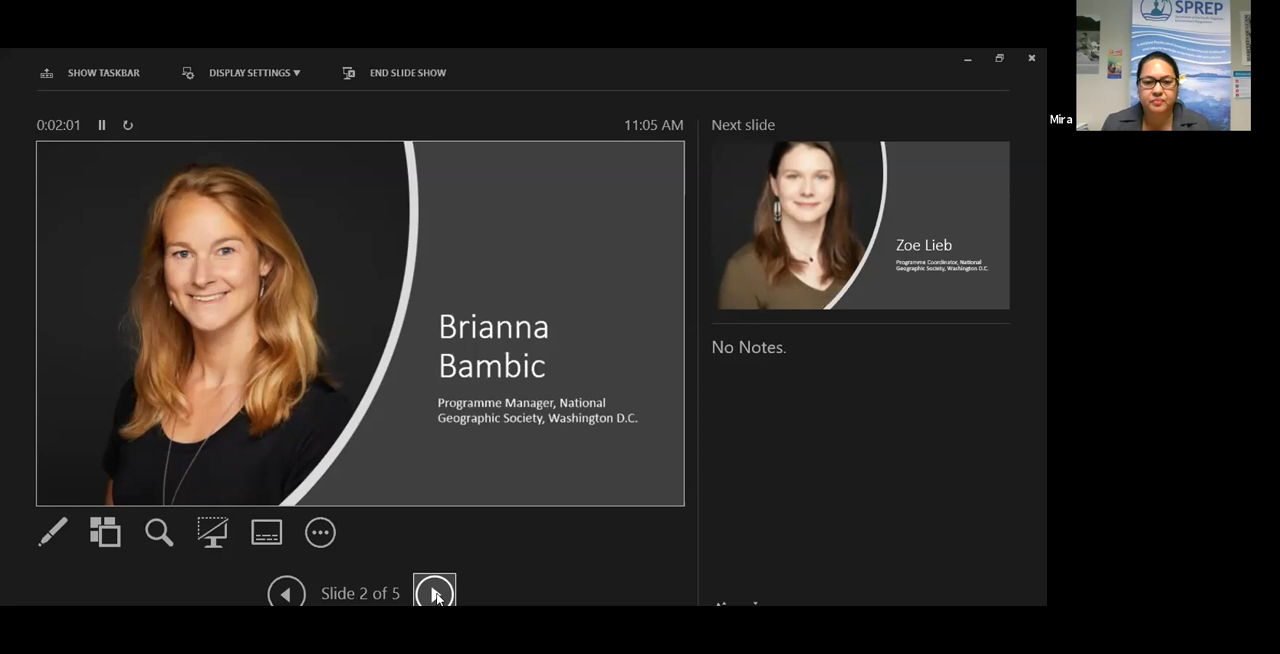 SHOW TASKBAR
DISPLAY SETTINGS ▼
END SLIDE SHOW
0:02:01
11:05 AM
Brianna
Bambic
Programme Manager, National
Geographic Society, Washington D.C.
Slide 2 of 5
Next slide
Zoe Lieb
Programme Coordinator, National
Geographic Society, Washington D.C.
No Notes.
SPREP
Mira